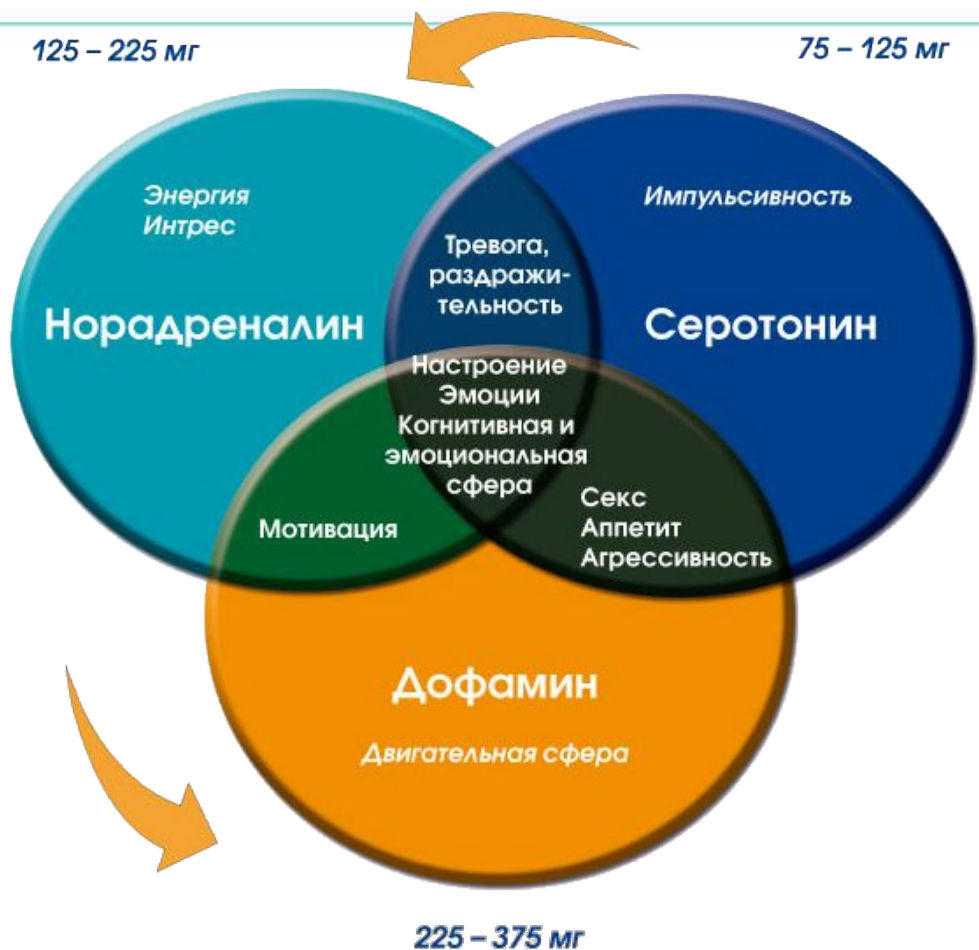 125 – 225 мг
75 – 125 мг
Энергия
Интрес
Импульсивность
Тревога,
раздражи-
тельность
Норадреналин
Серотонин
Настроение
Эмоции
Когнитивная и
эмоциональная
сфера
Мотивация
Секс
Аппетит
Агрессивность
Дофамин
Двигательная сфера
225 – 375 мг